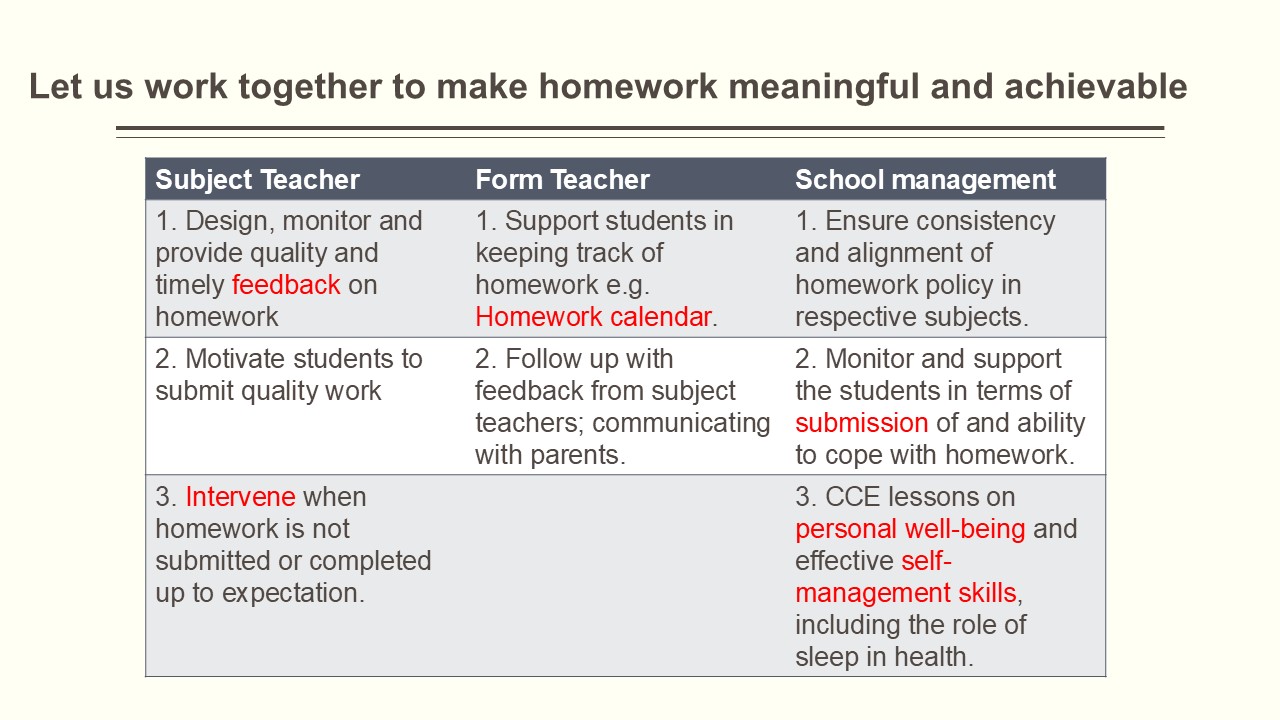 Let us work together to make homework meaningful and achievable
Subject Teacher
Form Teacher
School management
1. Design, monitor and
provide quality and
timely feedback on
homework
1. Support students in
keeping track of
homework e.g.
Homework calendar.
1. Ensure consistency
and alignment of
homework policy in
respective subjects.
2. Motivate students to
submit quality work
2. Follow up with
feedback from subject
teachers; communicating
with parents.
2. Monitor and support
the students in terms of
submission of and ability
to cope with homework.
3. Intervene when
homework is not
submitted or completed
up to expectation.
3. CCE lessons on
personal well-being and
effective self-
management skills,
including the role of
sleep in health.